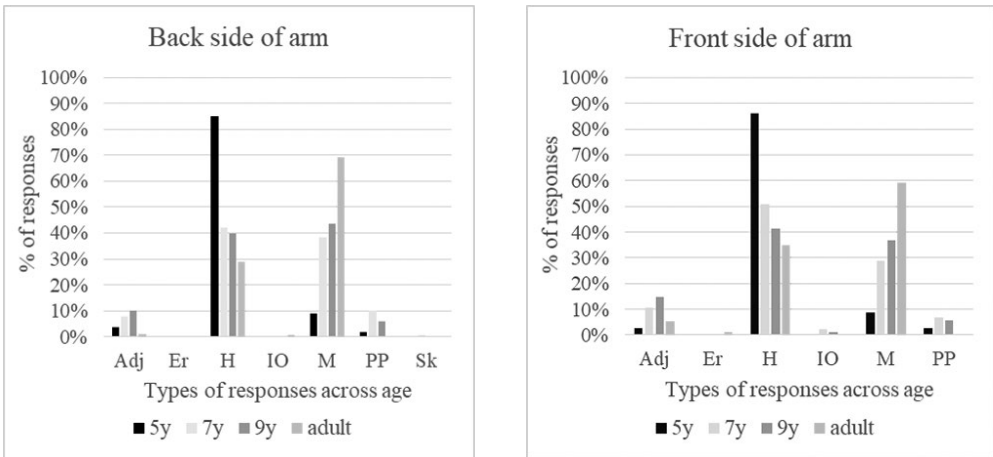 Back side of arm
100%
90%
80%
70%
60%
50%
40%
30%
20%
10%
0%
% of responses
Adj Er H IO M PP Sk
Types of responses across age
5y 7y 9y adult
Front side of arm
100%
90%
80%
70%
60%
50%
40%
30%
20%
10%
0%
% of responses
Adj Er H IO M PP
Types of responses across age
5y 7y 9y adult